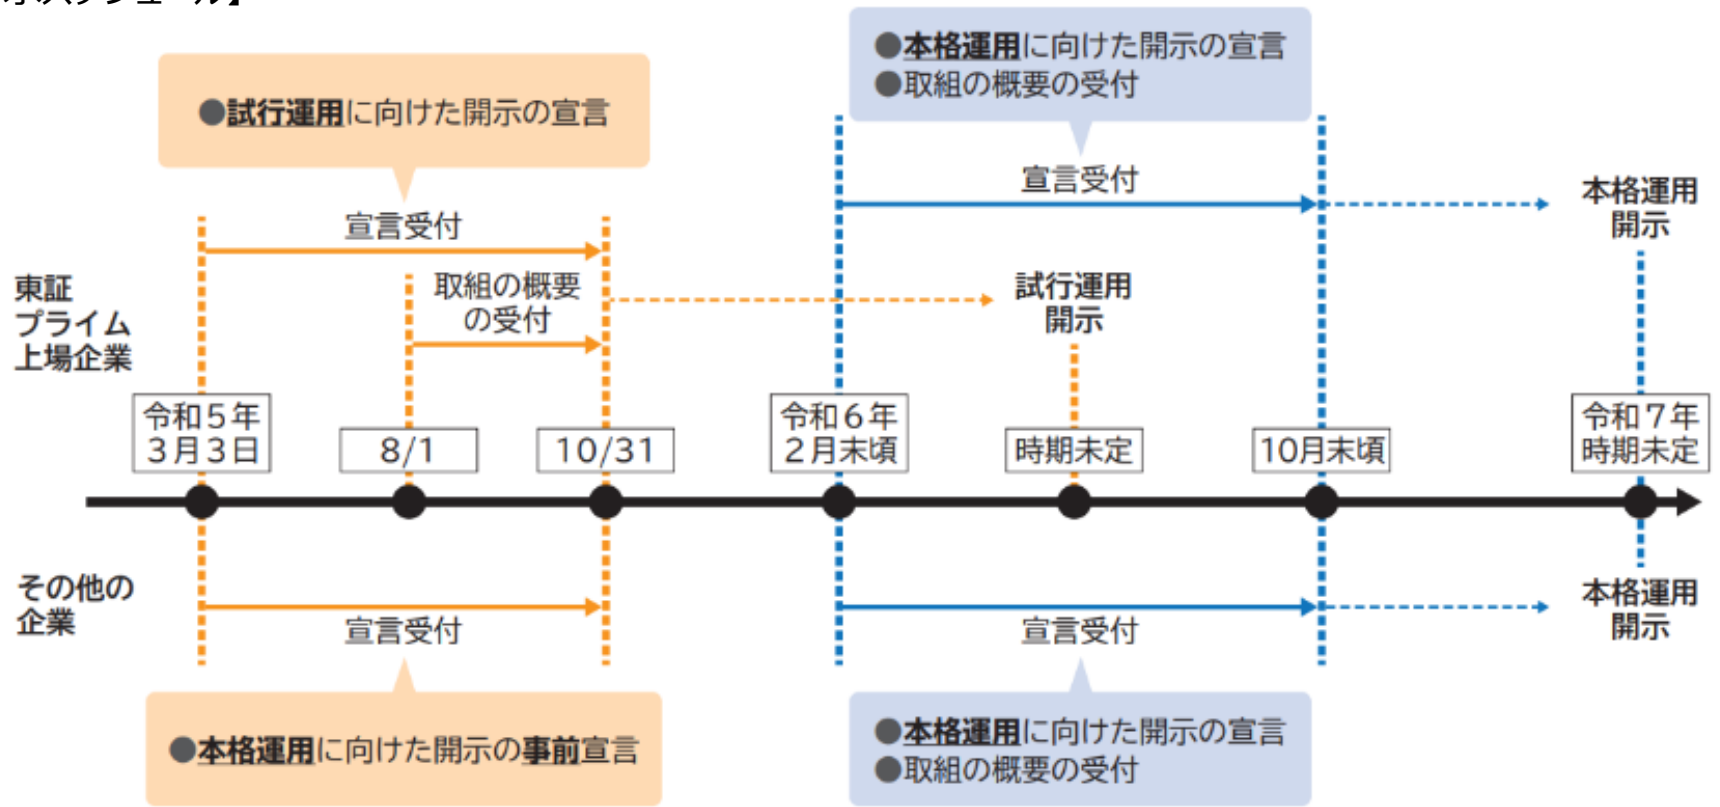 スケジュール】
●試行運用に向けた開示の宣言
●本格運用に向けた開示の宣言
●取組の概要の受付
宣言受付
宣言受付
本格運用
開示
東証
プライム
上場企業
取組の概要
の受付
試行運用
開示
令和5年
3月3日
8/1
10/31
令和6年
2月末頃
時期未定
10月末頃
令和7年
時期未定
その他の
企業
宣言受付
宣言受付
本格運用
開示
●本格運用に向けた開示の事前宣言
●本格運用に向けた開示の宣言
●取組の概要の受付